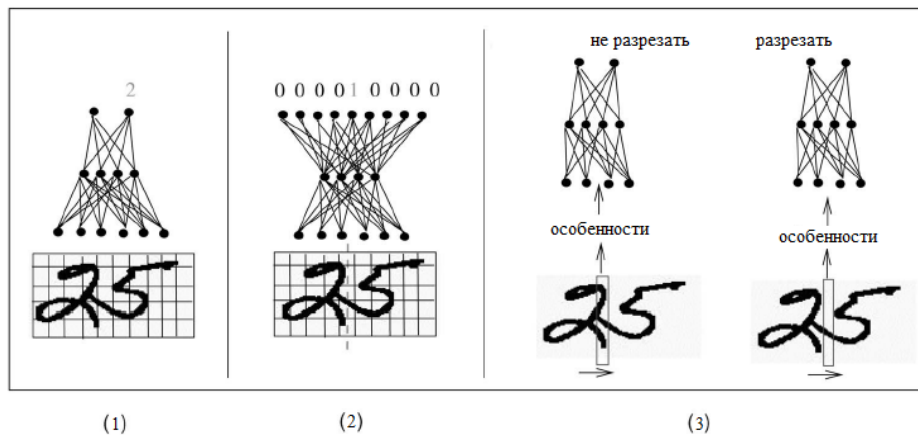 не разрезать разрезать
2
0 0 0 0 1 0 0 0 0
особенности особенности
25 25 25 25
(1) (2) (3)